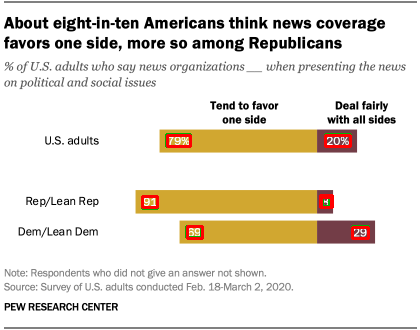 About eight-in-ten Americans think news coverage
favors one side, more so among Republicans
% of U.S. adults who say news organizations __ when presenting the news
on political and social issues
Tend to favor
one side
Deal fairly
with all sides
U.S. adults 79% 20%
Rep/Lean Rep 91 8
Dem/Lean Dem 69 29
Note: Respondents who did not give an answer not shown.
Source: Survey of U.S. adults conducted Feb. 18-March 2, 2020.
PEW RESEARCH CENTER